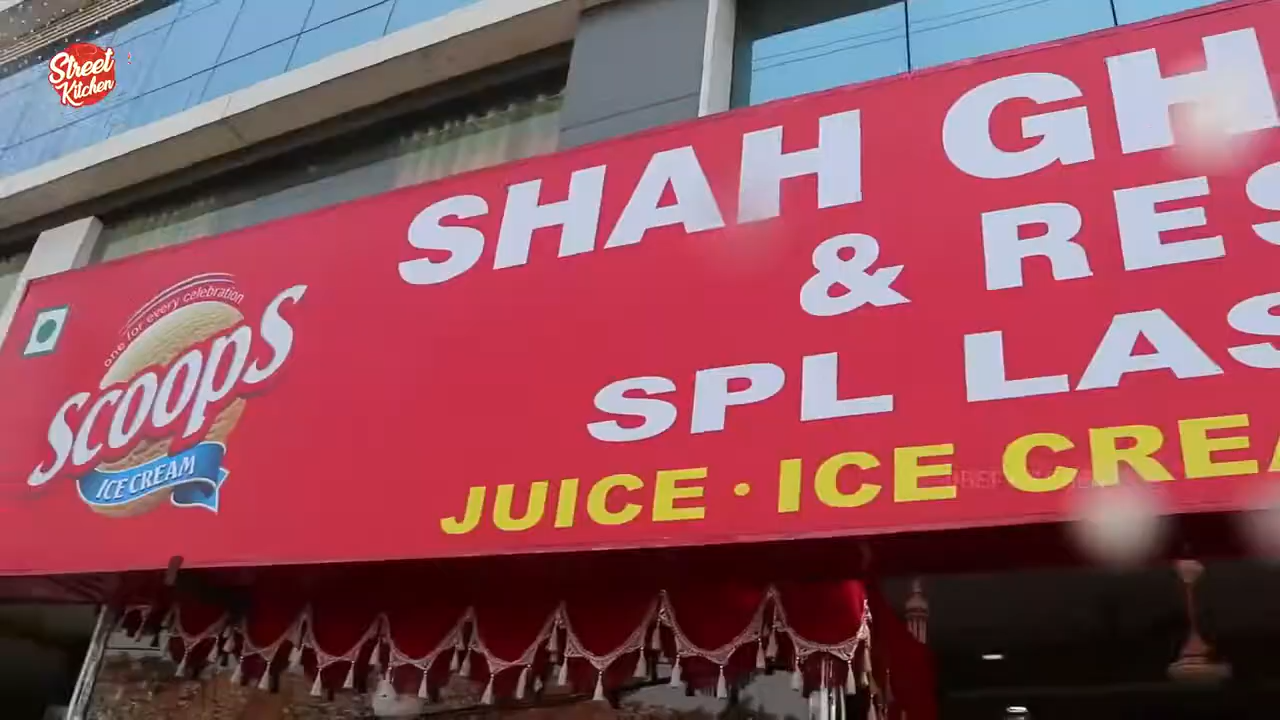 Street
Kitchen
SHAH GH
& RES
one for every celebration
scoops
ICE CREAM
SPL LAS
JUICE · ICE CREA